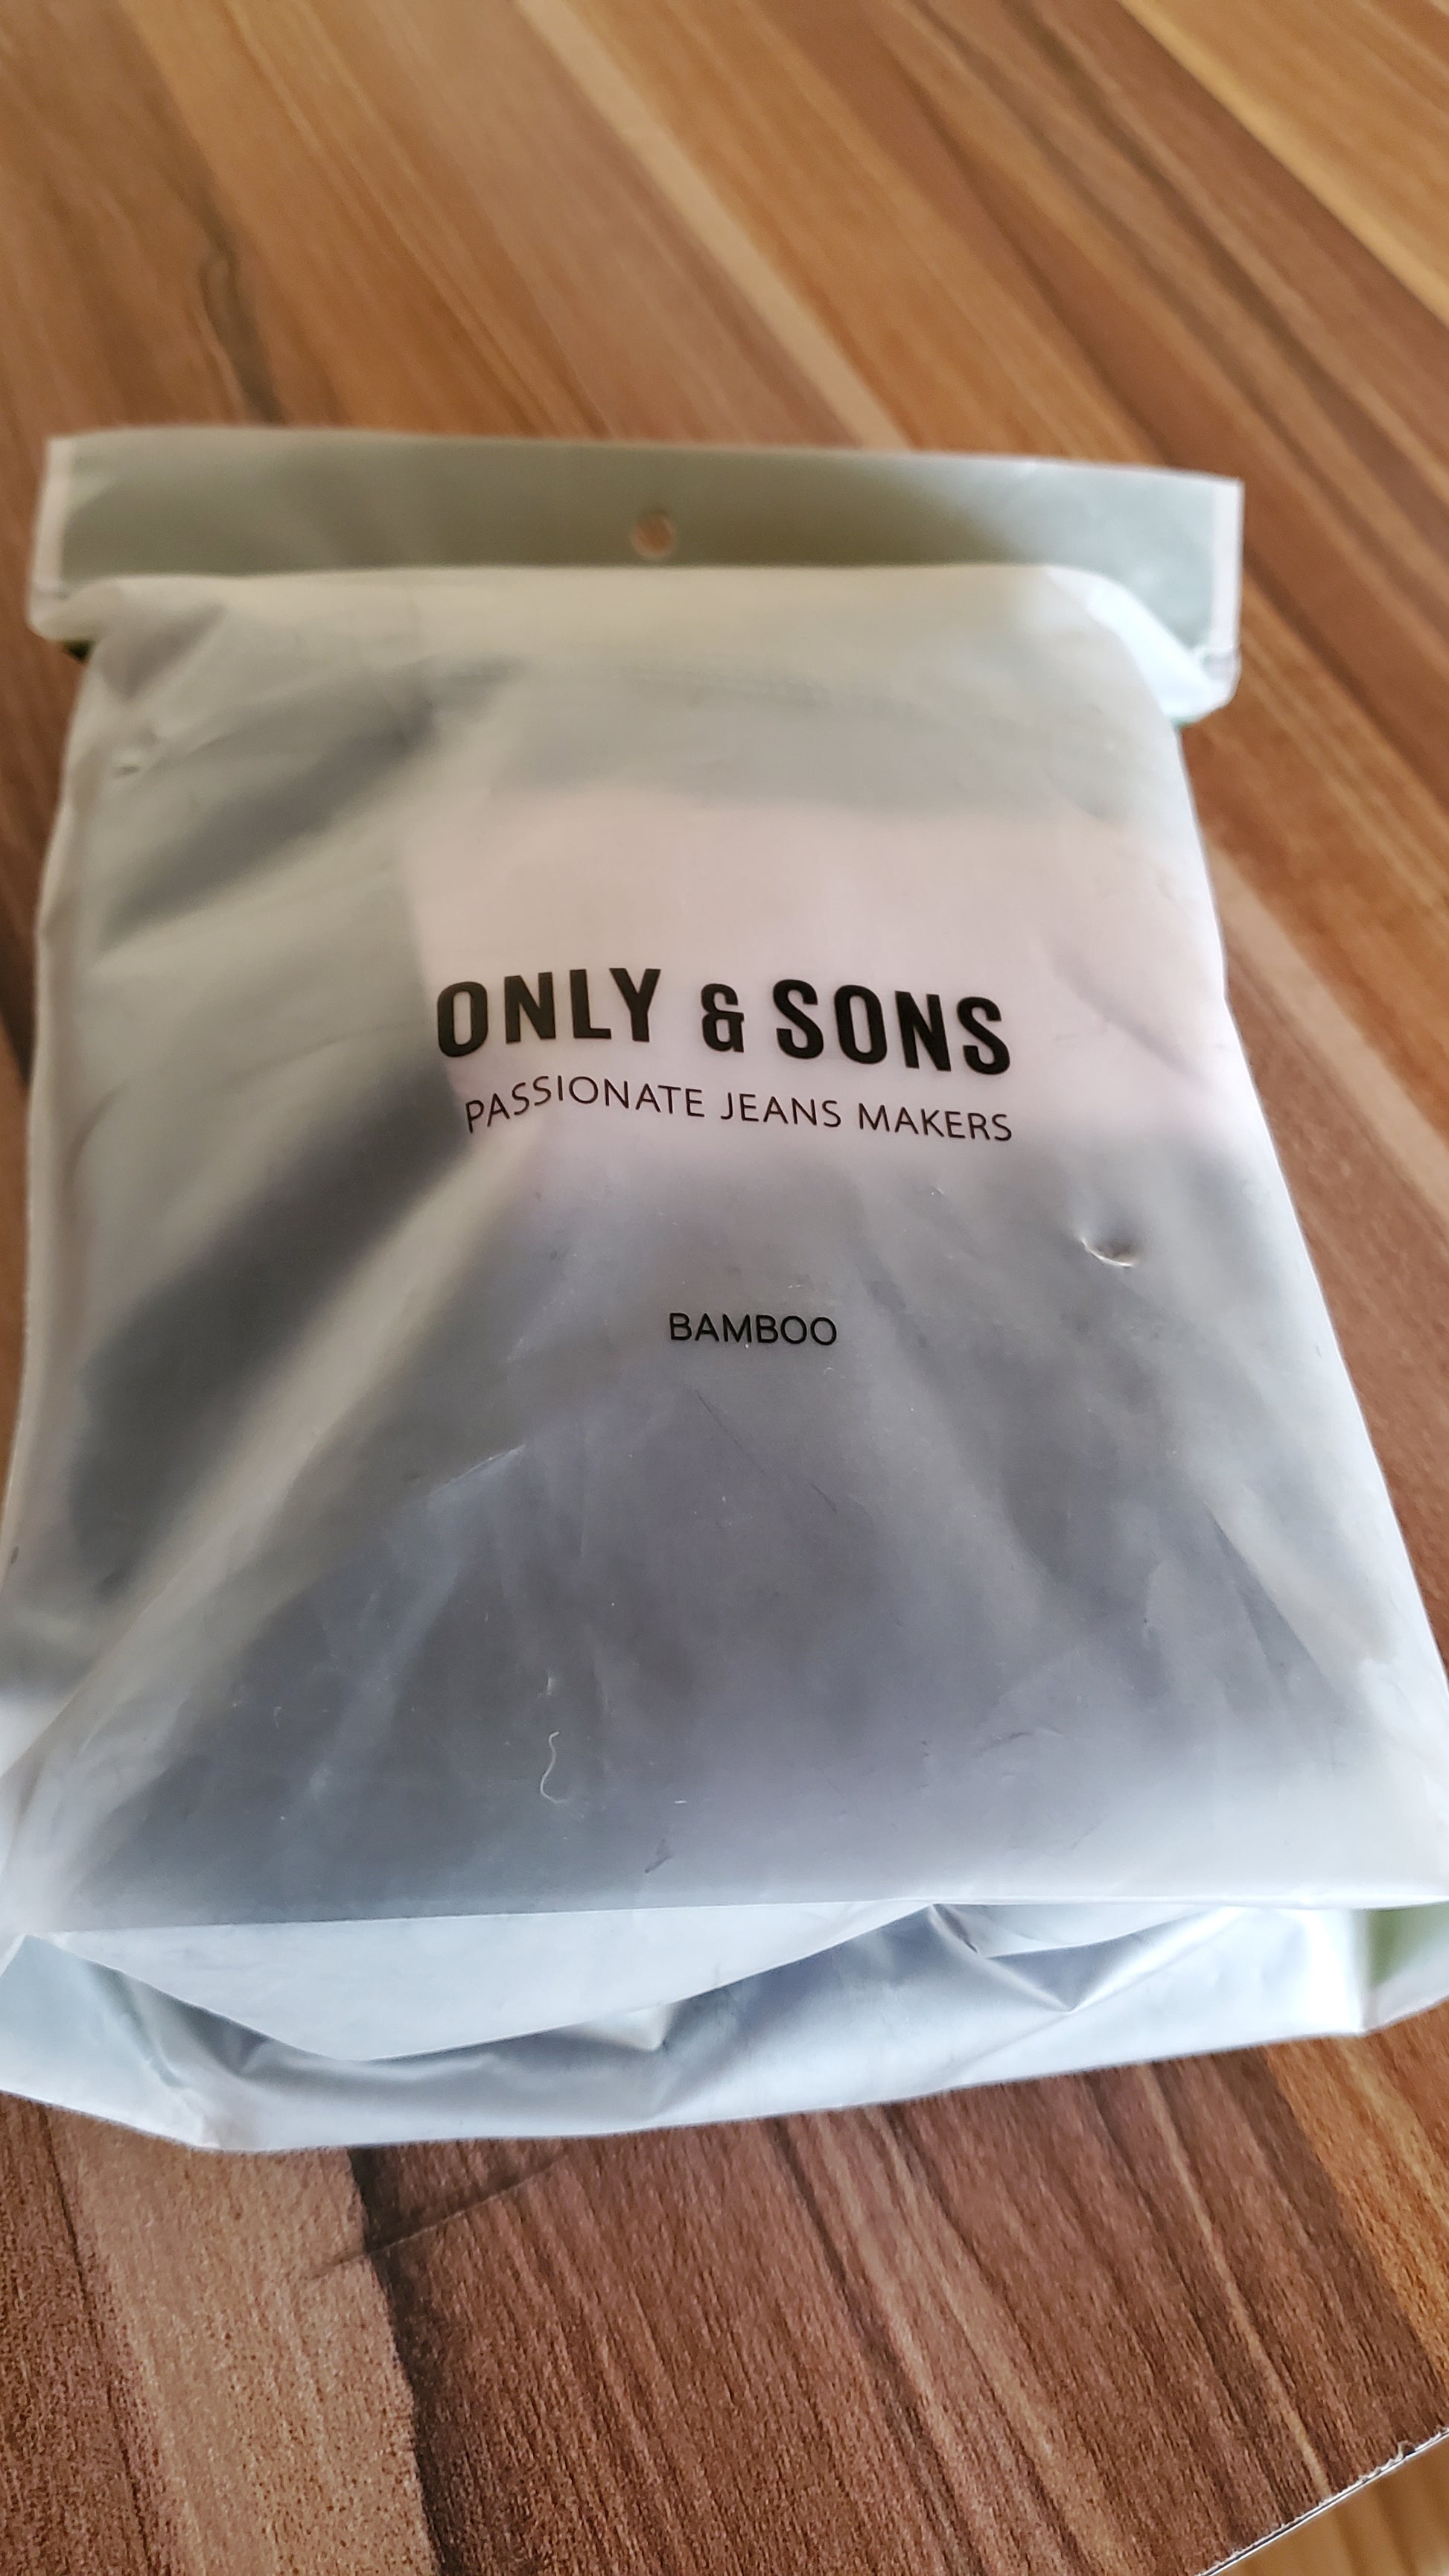 ONLY & SONS
PASSIONATE JEANS MAKERS
BAMBOO